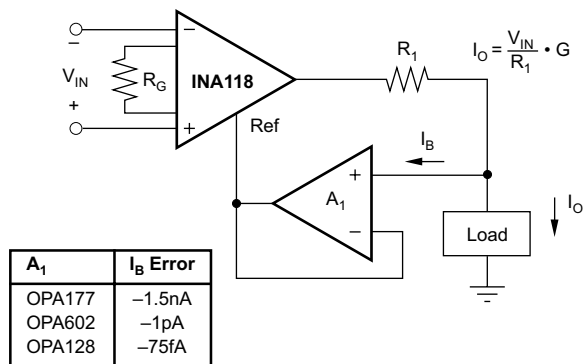 −
V_IN
+
R_G
−
INA118
+
Ref
R_1
I_O = V_IN / R_1 • G
I_B
+
A_1
−
Load
I_O
A_1 I_B Error
OPA177 –1.5nA
OPA602 –1pA
OPA128 –75fA